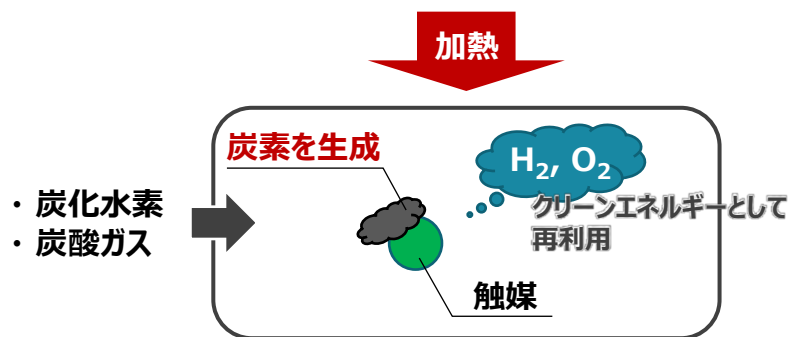 加熱
炭素を生成
H₂, O₂
クリーンエネルギーとして
再利用
・炭化水素
・炭酸ガス
触媒